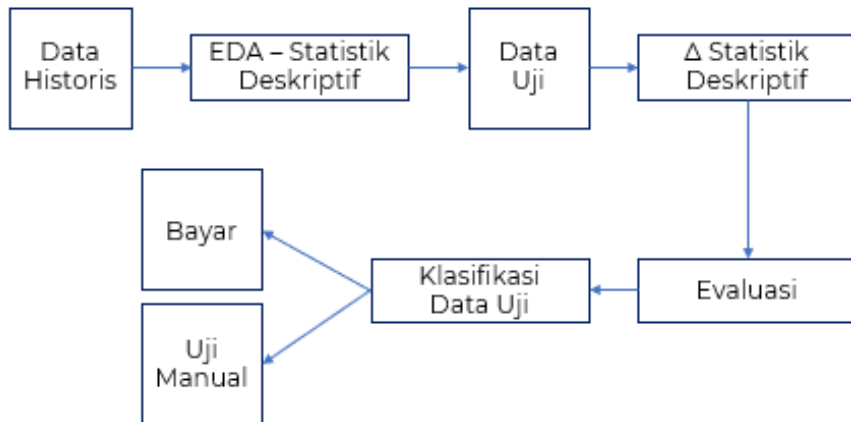 Data
Historis
EDA – Statistik
Deskriptif
Data
Uji
Δ Statistik
Deskriptif
Bayar
Klasifikasi
Data Uji
Evaluasi
Uji
Manual